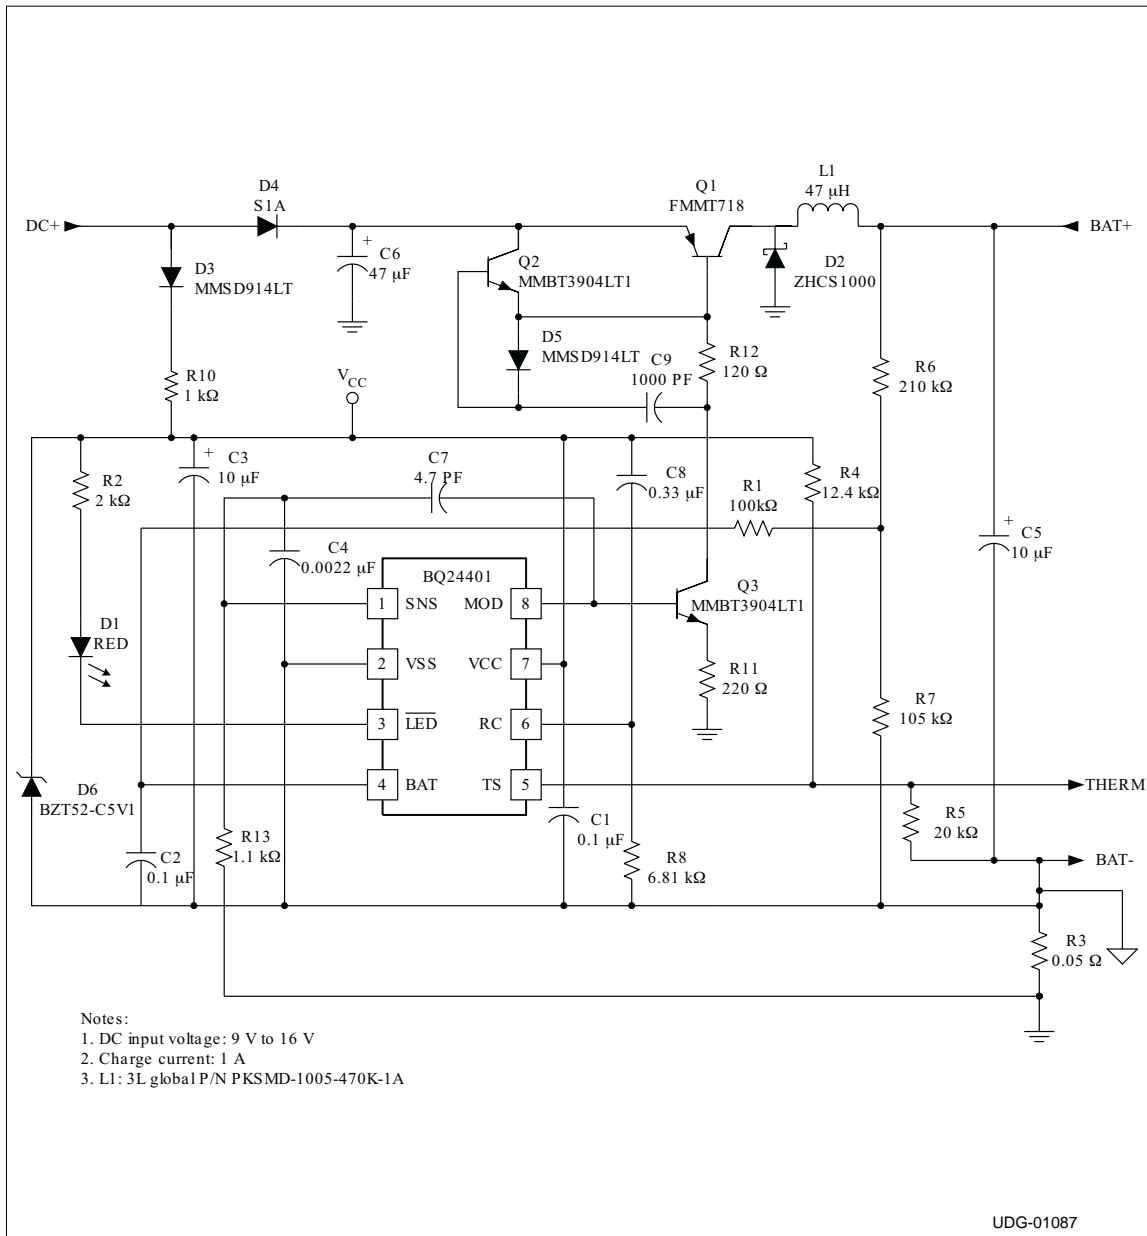 L1
47 µH
D4
S1A
Q1
FMMT718
DC+
BAT+
C6
47 µF
+
D3
MMSD914LT
Q2
MMBT3904LT1
D2
ZHCS1000
D5
MMSD914LT
C9
1000 PF
R12
120 Ω
R6
210 kΩ
R10
1 kΩ
VCC
R2
2 kΩ
+
C3
10 µF
C7
4.7 PF
C8
0.33 µF
R4
12.4 kΩ
R1
100kΩ
+
C5
10 µF
C4
0.0022 µF
BQ24401
1 SNS MOD 8
2 VSS VCC 7
3 LED RC 6
4 BAT TS 5
Q3
MMBT3904LT1
D1
RED
R11
220 Ω
R7
105 kΩ
D6
BZT52-C5V1
THERM
R5
20 kΩ
C1
0.1 µF
R13
1.1 kΩ
C2
0.1 µF
R8
6.81 kΩ
BAT-
R3
0.05 Ω
Notes:
1. DC input voltage: 9 V to 16 V
2. Charge current: 1 A
3. L1: 3L global P/N PKSMD-1005-470K-1A
UDG-01087